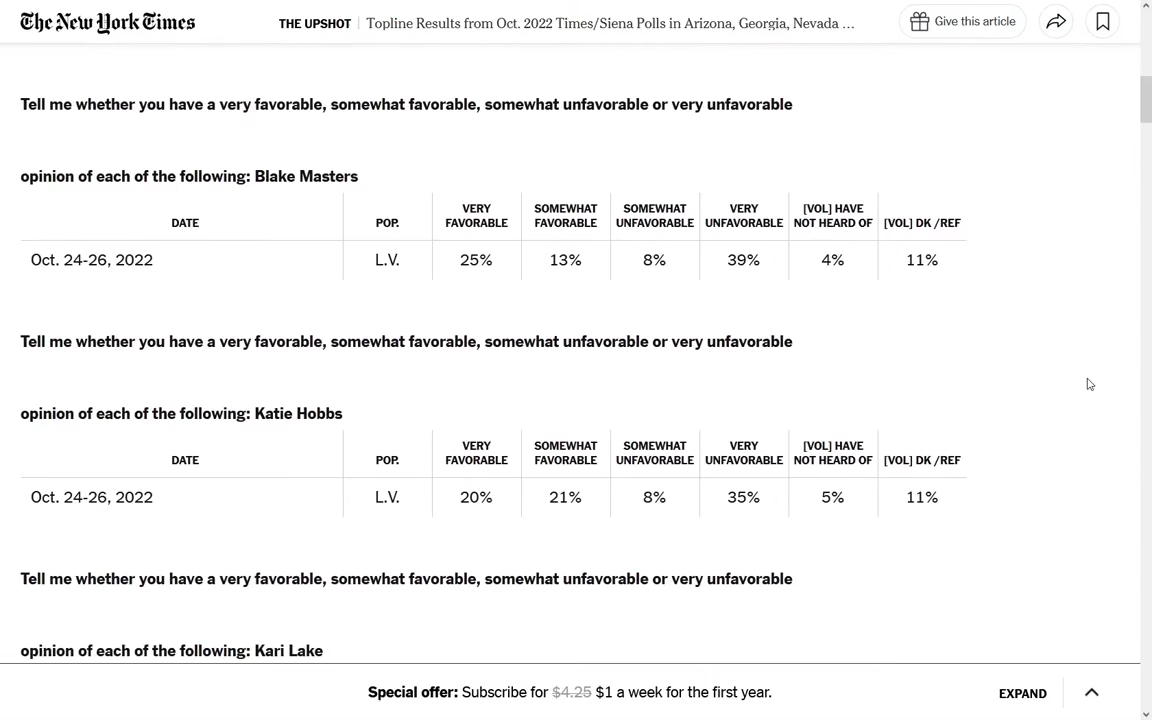 The New York Times
THE UPSHOT | Topline Results from Oct. 2022 Times/Siena Polls in Arizona, Georgia, Nevada ...
Give this article
Tell me whether you have a very favorable, somewhat favorable, somewhat unfavorable or very unfavorable
opinion of each of the following: Blake Masters
DATE POP. VERY FAVORABLE SOMEWHAT FAVORABLE SOMEWHAT UNFAVORABLE VERY UNFAVORABLE [VOL] HAVE NOT HEARD OF [VOL] DK /REF
Oct. 24-26, 2022 L.V. 25% 13% 8% 39% 4% 11%
Tell me whether you have a very favorable, somewhat favorable, somewhat unfavorable or very unfavorable
opinion of each of the following: Katie Hobbs
DATE POP. VERY FAVORABLE SOMEWHAT FAVORABLE SOMEWHAT UNFAVORABLE VERY UNFAVORABLE [VOL] HAVE NOT HEARD OF [VOL] DK /REF
Oct. 24-26, 2022 L.V. 20% 21% 8% 35% 5% 11%
Tell me whether you have a very favorable, somewhat favorable, somewhat unfavorable or very unfavorable
opinion of each of the following: Kari Lake
Special offer: Subscribe for $4.25 $1 a week for the first year.
EXPAND